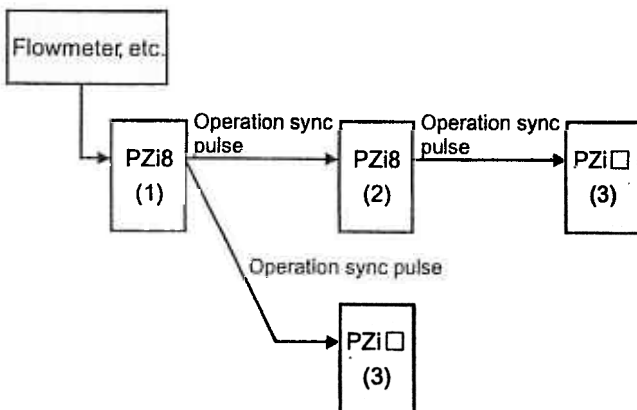 Flowmeter, etc.
Operation sync
pulse
Operation sync
pulse
PZi8
(1)
PZi8
(2)
PZi□
(3)
Operation sync pulse
PZi□
(3)